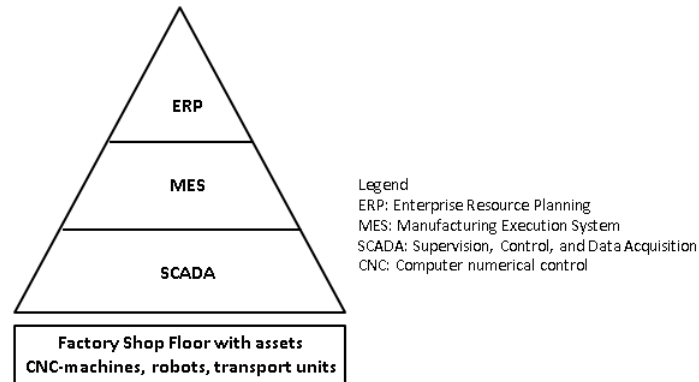 ERP
MES
SCADA
Factory Shop Floor with assets
CNC-machines, robots, transport units
Legend
ERP: Enterprise Resource Planning
MES: Manufacturing Execution System
SCADA: Supervision, Control, and Data Acquisition
CNC: Computer numerical control